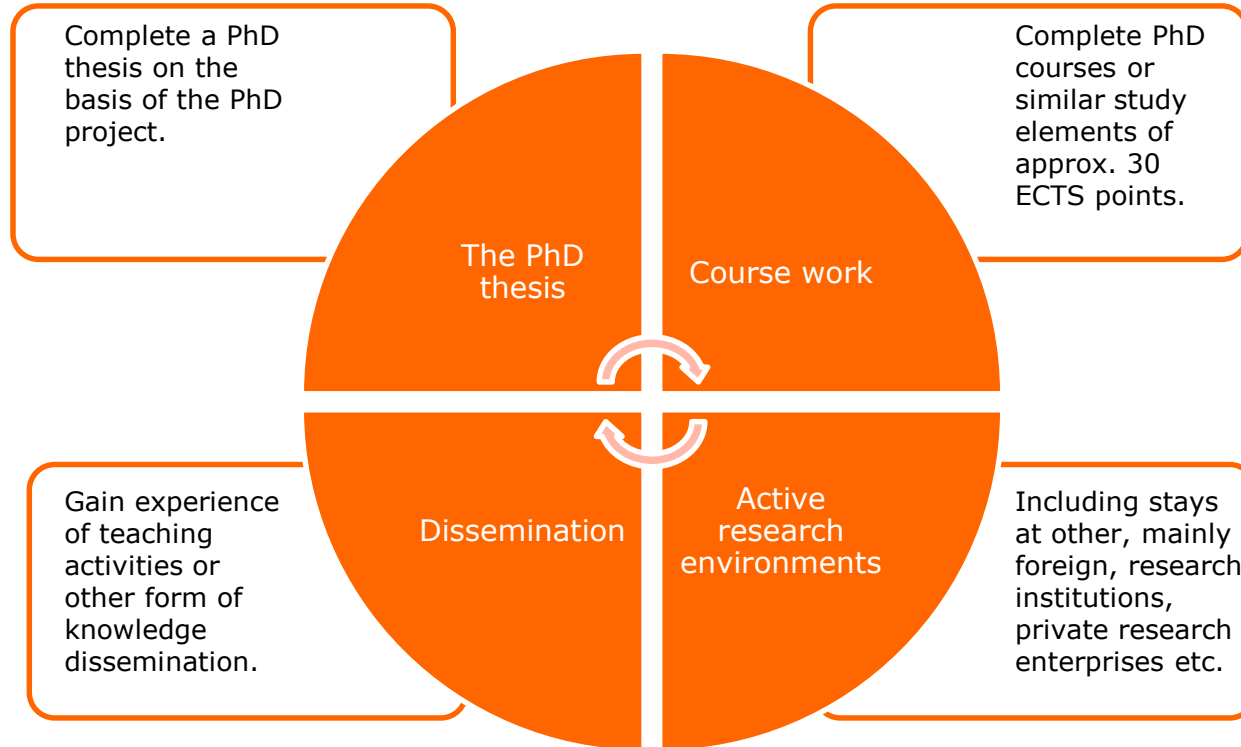 Complete a PhD
thesis on the
basis of the PhD
project.
Complete PhD
courses or
similar study
elements of
approx. 30
ECTS points.
The PhD
thesis
Course work
Dissemination
Active
research
environments
Gain experience
of teaching
activities or
other form of
knowledge
dissemination.
Including stays
at other, mainly
foreign, research
institutions,
private research
enterprises etc.